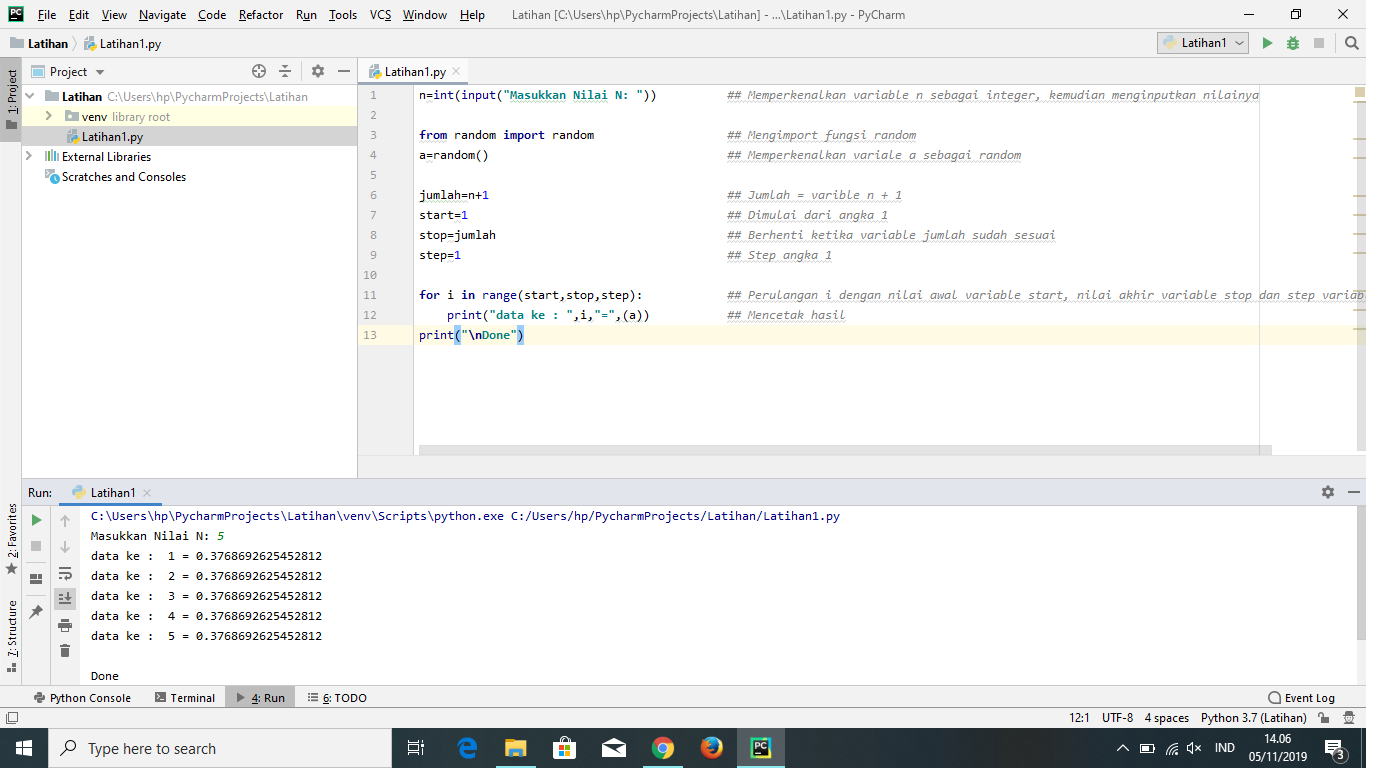 PC File Edit View Navigate Code Refactor Run Tools VCS Window Help Latihan [C:\Users\hp\PycharmProjects\Latihan] - ...\Latihan1.py - PyCharm
Latihan Latihan1.py Latihan1
1: Project
Project
Latihan1.py
Latihan C:\Users\hp\PycharmProjects\Latihan
venv library root
Latihan1.py
External Libraries
Scratches and Consoles
1 n=int(input("Masukkan Nilai N: ")) ## Memperkenalkan variable n sebagai integer, kemudian menginputkan nilainya
2
3 from random import random ## Mengimport fungsi random
4 a=random() ## Memperkenalkan variale a sebagai random
5
6 jumlah=n+1 ## Jumlah = varible n + 1
7 start=1 ## Dimulai dari angka 1
8 stop=jumlah ## Berhenti ketika variable jumlah sudah sesuai
9 step=1 ## Step angka 1
10
11 for i in range(start,stop,step): ## Perulangan i dengan nilai awal variable start, nilai akhir variable stop dan step variab
12 print("data ke : ",i,"=",(a)) ## Mencetak hasil
13 print("\nDone")
Run: Latihan1
2: Favorites
7: Structure
C:\Users\hp\PycharmProjects\Latihan\venv\Scripts\python.exe C:/Users/hp/PycharmProjects/Latihan/Latihan1.py
Masukkan Nilai N: 5
data ke :  1 = 0.3768692625452812
data ke :  2 = 0.3768692625452812
data ke :  3 = 0.3768692625452812
data ke :  4 = 0.3768692625452812
data ke :  5 = 0.3768692625452812
Done
Python Console Terminal 4: Run 6: TODO Event Log
12:1 UTF-8 4 spaces Python 3.7 (Latihan)
Type here to search PC IND 14.06
05/11/2019 3